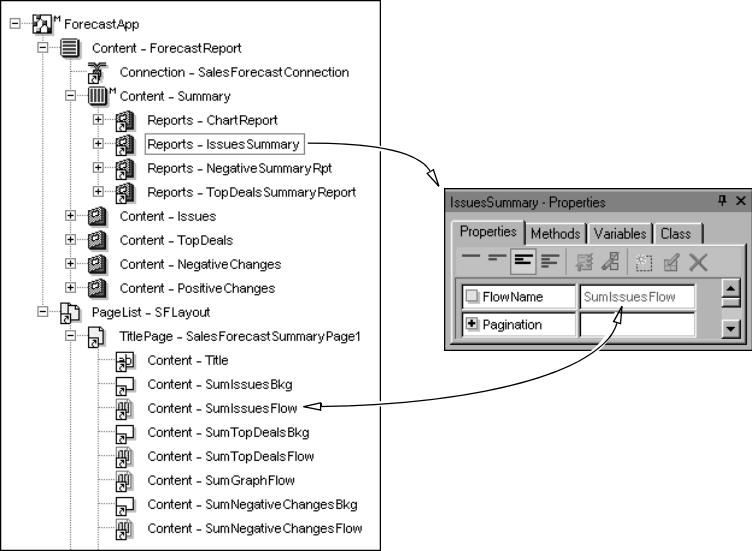 ForecastApp
Content - ForecastReport
Connection - SalesForecastConnection
Content - Summary
Reports - ChartReport
Reports - IssuesSummary
Reports - NegativeSummaryRpt
Reports - TopDealsSummaryReport
Content - Issues
Content - TopDeals
Content - NegativeChanges
Content - PositiveChanges
PageList - SFLayout
TitlePage - SalesForecastSummaryPage1
Content - Title
Content - SumIssuesBkg
Content - SumIssuesFlow
Content - SumTopDealsBkg
Content - SumTopDealsFlow
Content - SumGraphFlow
Content - SumNegativeChangesBkg
Content - SumNegativeChangesFlow
IssuesSummary - Properties
Properties Methods Variables Class
FlowName SumIssuesFlow
Pagination